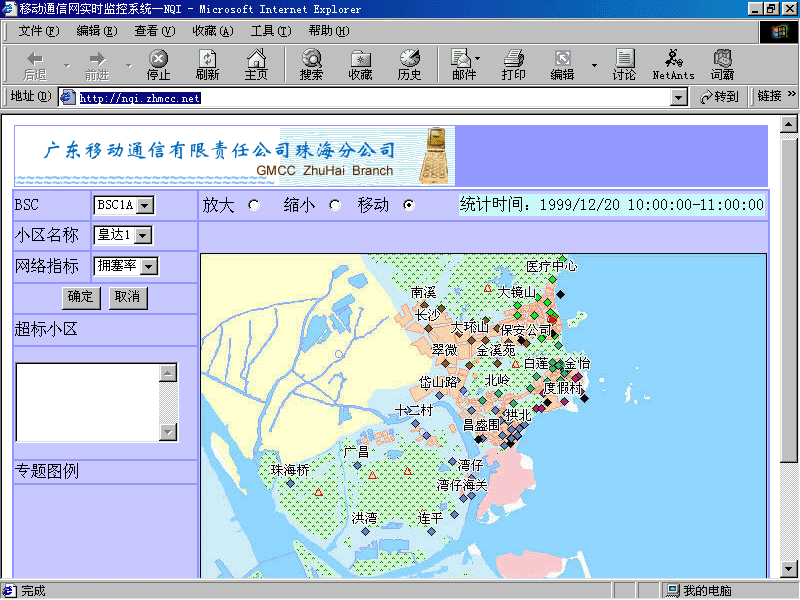 移动通信网实时监控系统—NQI - Microsoft Internet Explorer
文件(F) 编辑(E) 查看(V) 收藏(A) 工具(T) 帮助(H)
后退 前进 停止 刷新 主页 搜索 收藏 历史 邮件 打印 编辑 讨论 NetAnts 词霸
地址(D) http://nqi.zhmcc.net 转到 链接 »
广东移动通信有限责任公司珠海分公司
GMCC ZhuHai Branch
BSC BSC1A 放大 缩小 移动 统计时间: 1999/12/20 10:00:00-11:00:00
小区名称 皇达1
网络指标 拥塞率
确定 取消
超标小区
专题图例
医疗中心
南溪 大镜山
长沙 大环山 保安公司
翠微 金溪苑
白莲 金怡
岱山路 北岭 度假村
十二村 拱北
昌盛围
广昌
珠海桥 湾仔
湾仔海关
洪湾 连平
完成 我的电脑